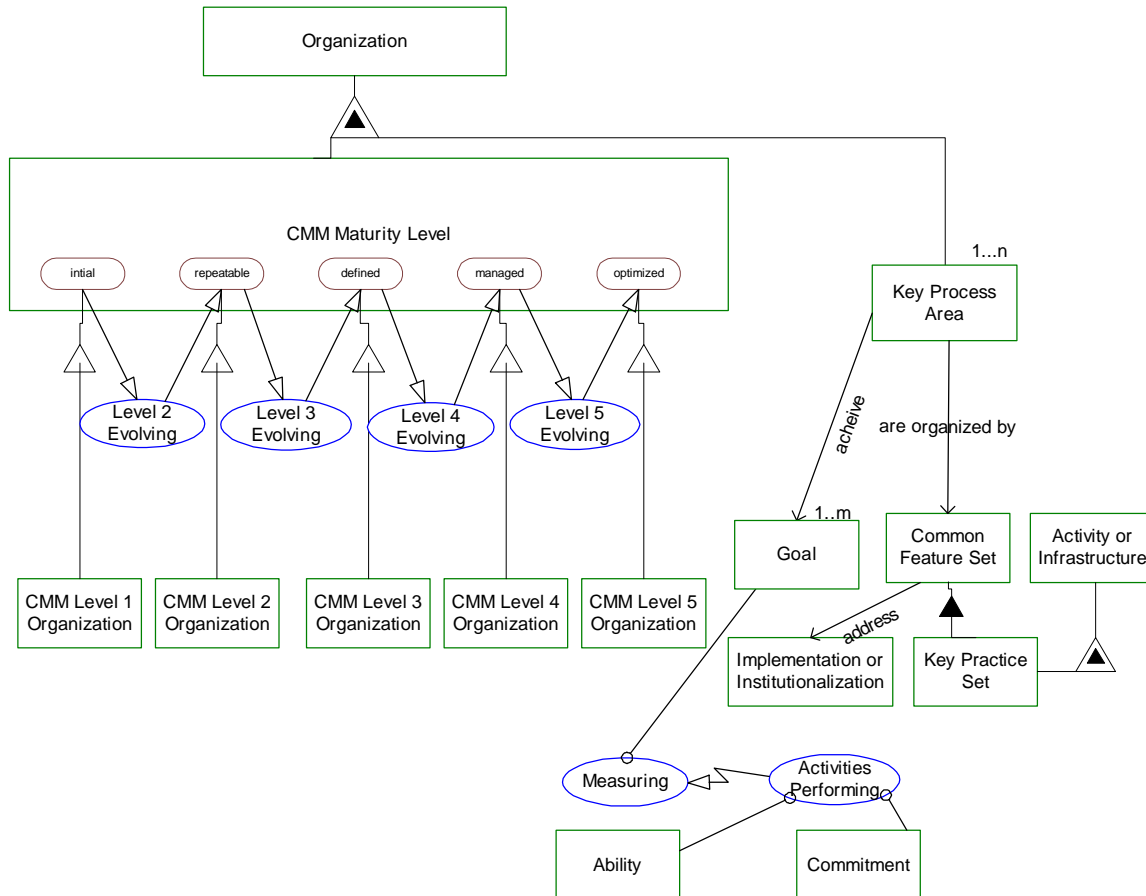 Organization
CMM Maturity Level
intial
repeatable
defined
managed
optimized
1...n
Key Process
Area
Level 2
Evolving
Level 3
Evolving
Level 4
Evolving
Level 5
Evolving
acheive
are organized by
1..m
Goal
Common
Feature Set
Activity or
Infrastructure
CMM Level 1
Organization
CMM Level 2
Organization
CMM Level 3
Organization
CMM Level 4
Organization
CMM Level 5
Organization
address
Implementation or
Institutionalization
Key Practice
Set
Measuring
Activities
Performing
Ability
Commitment